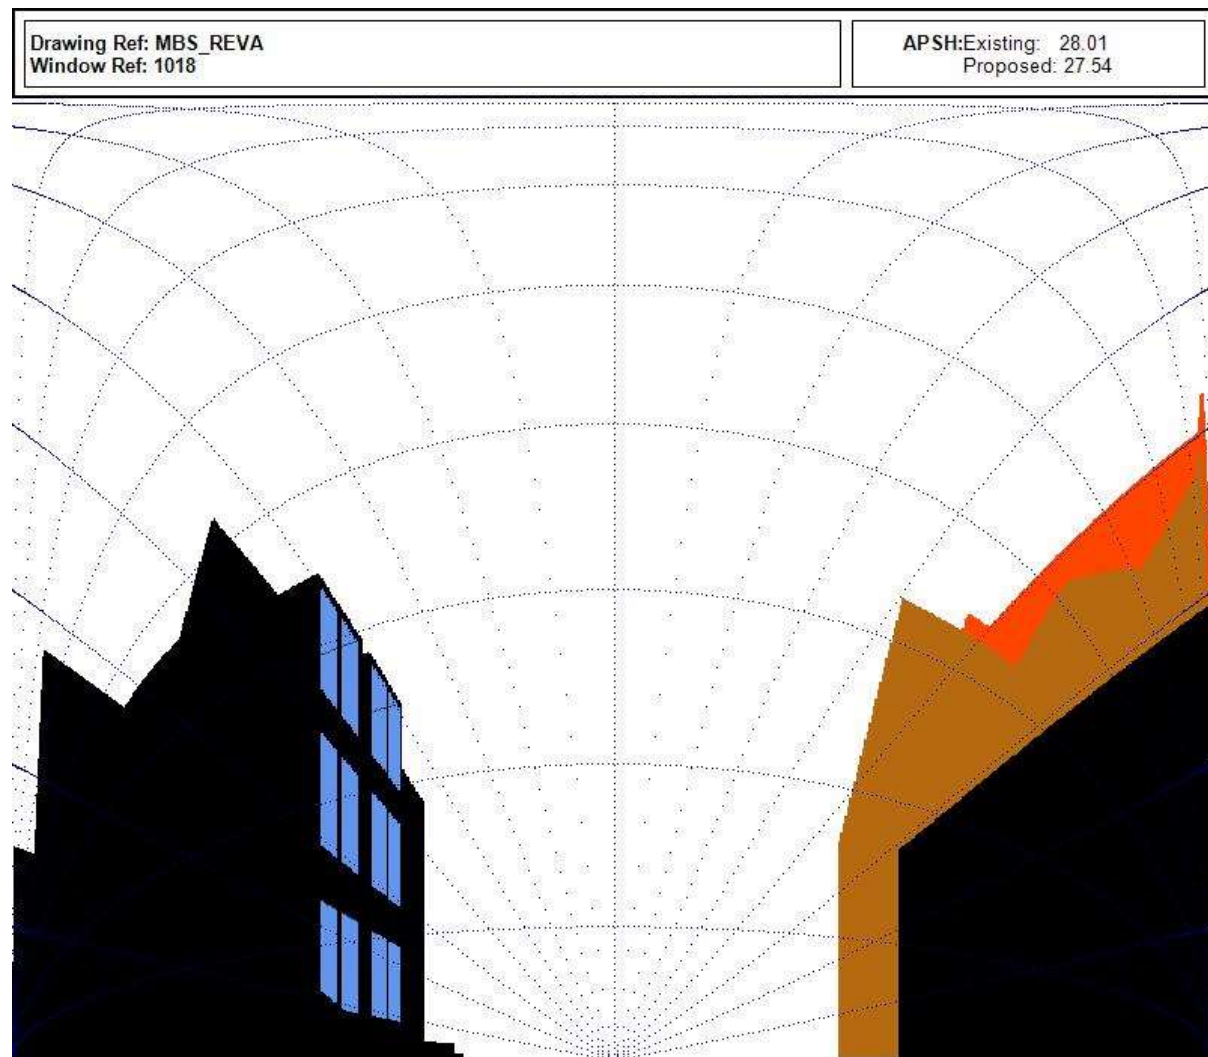 Drawing Ref: MBS_REVA
Window Ref: 1018
APSH:Existing: 28.01
Proposed: 27.54